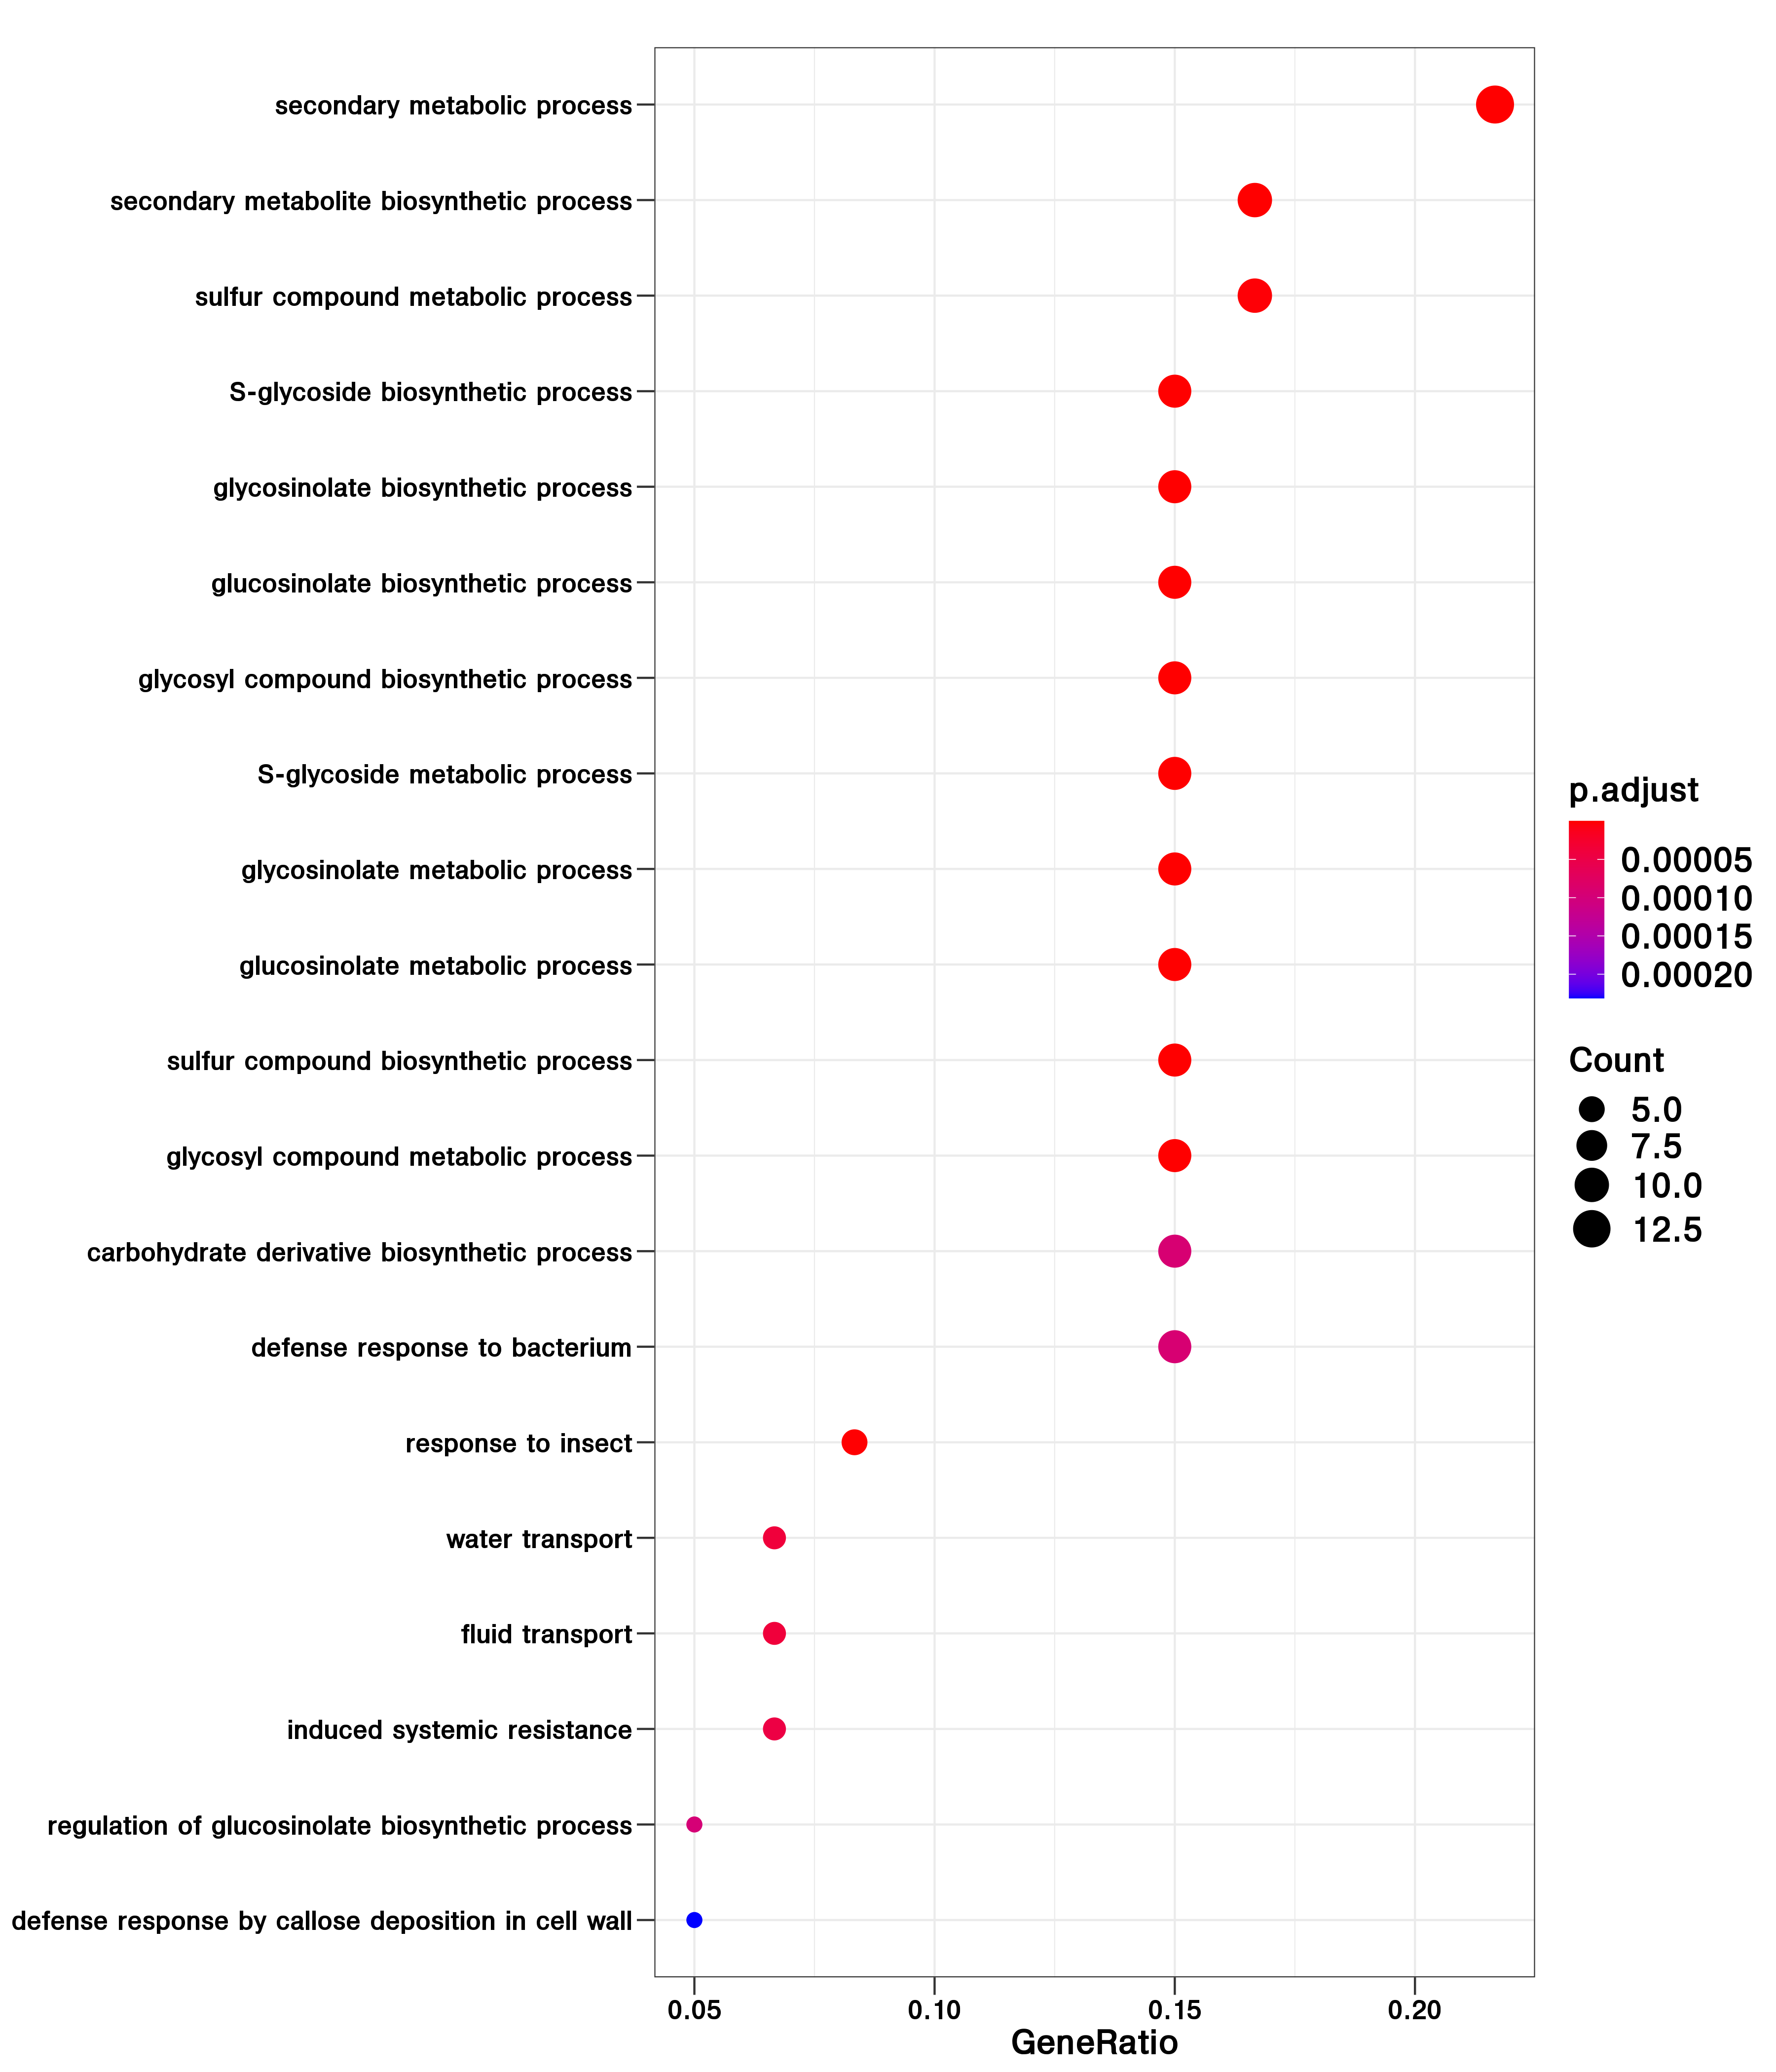 secondary metabolic process
secondary metabolite biosynthetic process
sulfur compound metabolic process
S-glycoside biosynthetic process
glycosinolate biosynthetic process
glucosinolate biosynthetic process
glycosyl compound biosynthetic process
S-glycoside metabolic process
glycosinolate metabolic process
glucosinolate metabolic process
sulfur compound biosynthetic process
glycosyl compound metabolic process
carbohydrate derivative biosynthetic process
defense response to bacterium
response to insect
water transport
fluid transport
induced systemic resistance
regulation of glucosinolate biosynthetic process
defense response by callose deposition in cell wall
0.05 0.10 0.15 0.20
GeneRatio
p.adjust
0.00005
0.00010
0.00015
0.00020
Count
5.0
7.5
10.0
12.5